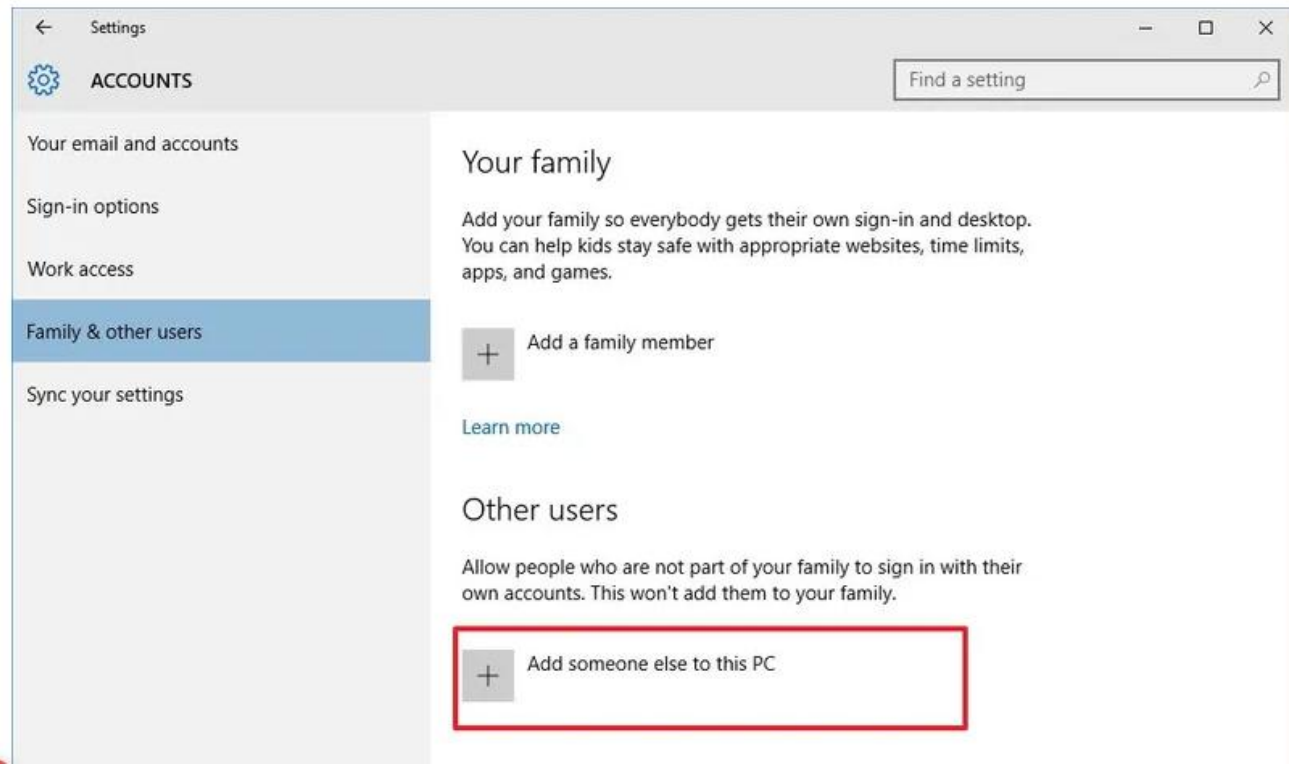 Settings
ACCOUNTS
Find a setting
Your email and accounts
Sign-in options
Work access
Family & other users
Sync your settings
Your family
Add your family so everybody gets their own sign-in and desktop.
You can help kids stay safe with appropriate websites, time limits,
apps, and games.
Add a family member
Learn more
Other users
Allow people who are not part of your family to sign in with their
own accounts. This won't add them to your family.
Add someone else to this PC